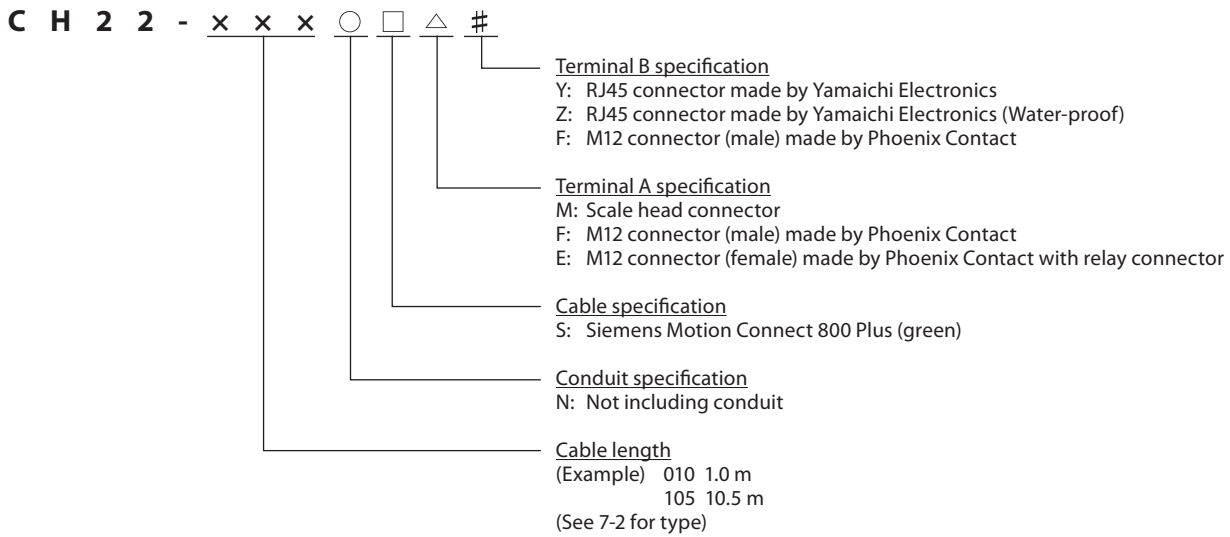 C H 2 2 - × × × ○ □ △ #
Terminal B specification
Y: RJ45 connector made by Yamaichi Electronics
Z: RJ45 connector made by Yamaichi Electronics (Water-proof)
F: M12 connector (male) made by Phoenix Contact
Terminal A specification
M: Scale head connector
F: M12 connector (male) made by Phoenix Contact
E: M12 connector (female) made by Phoenix Contact with relay connector
Cable specification
S: Siemens Motion Connect 800 Plus (green)
Conduit specification
N: Not including conduit
Cable length
(Example) 010 1.0 m
105 10.5 m
(See 7-2 for type)